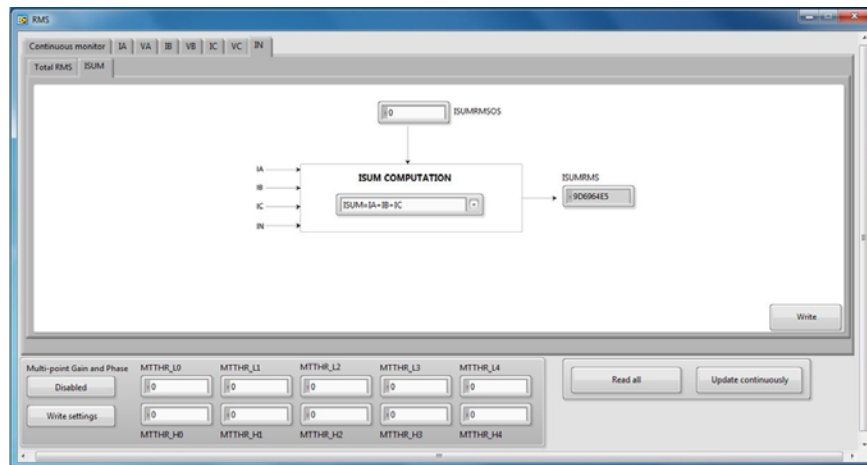 RMS
Continuous monitor IA VA IB VB IC VC IN
Total RMS ISUM
x 0 ISUMRMSOS
IA
IB
IC
IN
ISUM COMPUTATION
ISUM=IA+IB+IC
ISUMRMS
x 9D6964E5
Write
Multi-point Gain and Phase
Disabled
Write settings
MTTHR_L0 MTTHR_L1 MTTHR_L2 MTTHR_L3 MTTHR_L4
x 0 x 0 x 0 x 0 x 0
x 0 x 0 x 0 x 0 x 0
MTTHR_H0 MTTHR_H1 MTTHR_H2 MTTHR_H3 MTTHR_H4
Read all Update continuously